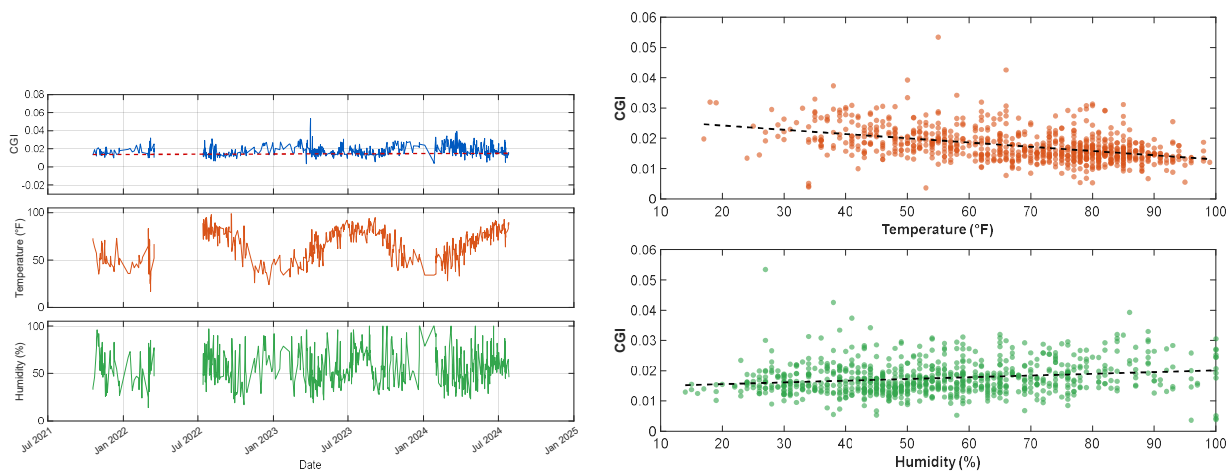 0.08
0.06
0.04
0.02
0
-0.02
CGI
100
50
0
Temperature (°F)
100
50
0
Humidity (%)
Jul 2021
Jan 2022
Jul 2022
Jan 2023
Jul 2023
Jan 2024
Jul 2024
Jan 2025
Date
0.06
0.05
0.04
0.03
0.02
0.01
0
CGI
10 20 30 40 50 60 70 80 90 100
Temperature (°F)
0.06
0.05
0.04
0.03
0.02
0.01
0
CGI
10 20 30 40 50 60 70 80 90 100
Humidity (%)